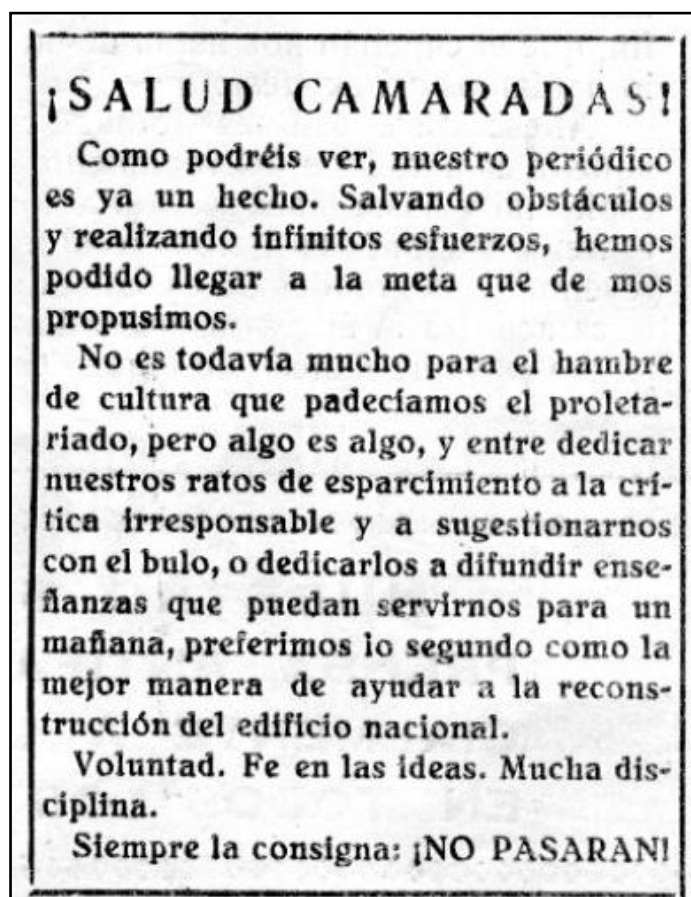 ¡SALUD CAMARADAS!
Como podréis ver, nuestro periódico
es ya un hecho. Salvando obstáculos
y realizando infinitos esfuerzos, hemos
podido llegar a la meta que de mos
propusimos.
No es todavía mucho para el hambre
de cultura que padecíamos el proleta-
riado, pero algo es algo, y entre dedicar
nuestros ratos de esparcimiento a la crí-
tica irresponsable y a sugestionarnos
con el bulo, o dedicarlos a difundir ense-
ñanzas que puedan servirnos para un
mañana, preferimos lo segundo como la
mejor manera de ayudar a la recons-
trucción del edificio nacional.
Voluntad. Fe en las ideas. Mucha dis-
ciplina.
Siempre la consigna: ¡NO PASARAN!